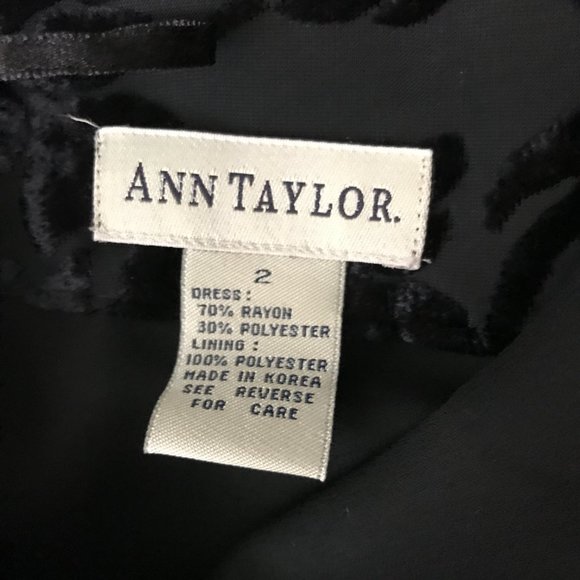 ANN TAYLOR.
2
DRESS:
70% RAYON
30% POLYESTER
LINING :
100% POLYESTER
MADE IN KOREA
SEE REVERSE
FOR CARE